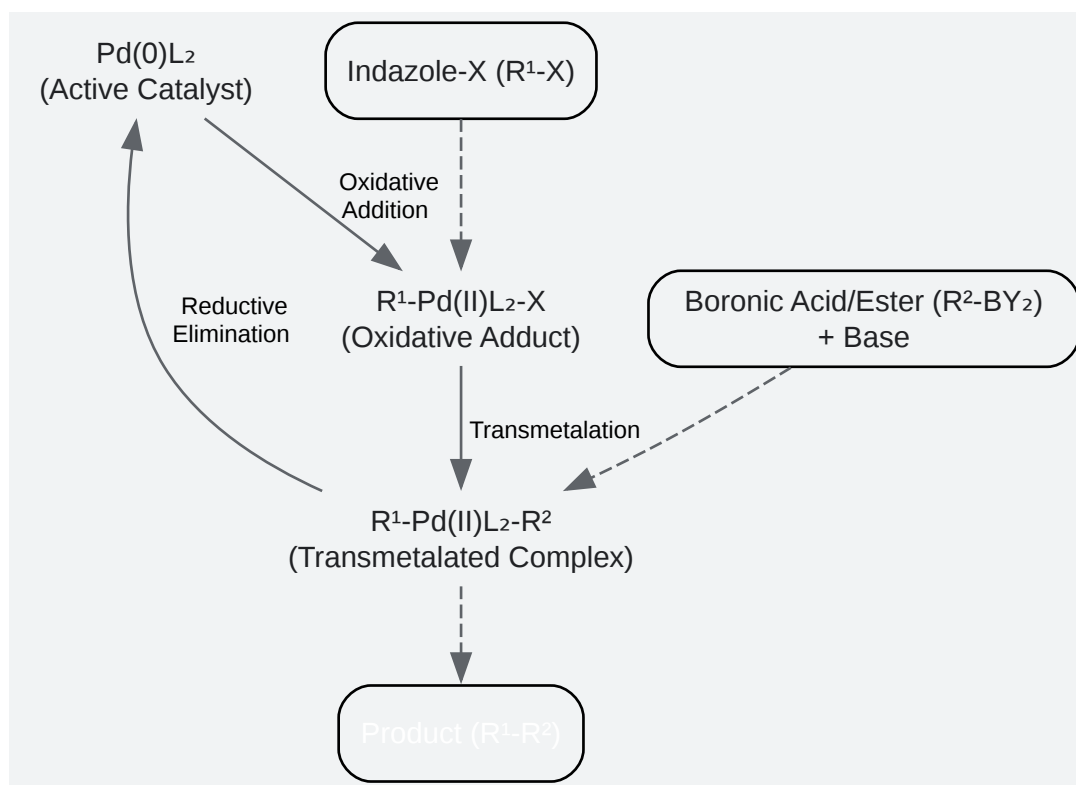 Pd(0)L₂
(Active Catalyst)
Indazole-X (R¹-X)
Oxidative
Addition
R¹-Pd(II)L₂-X
(Oxidative Adduct)
Boronic Acid/Ester (R²-BY₂)
+ Base
Reductive
Elimination
Transmetalation
R¹-Pd(II)L₂-R²
(Transmetalated Complex)
Product (R¹-R²)